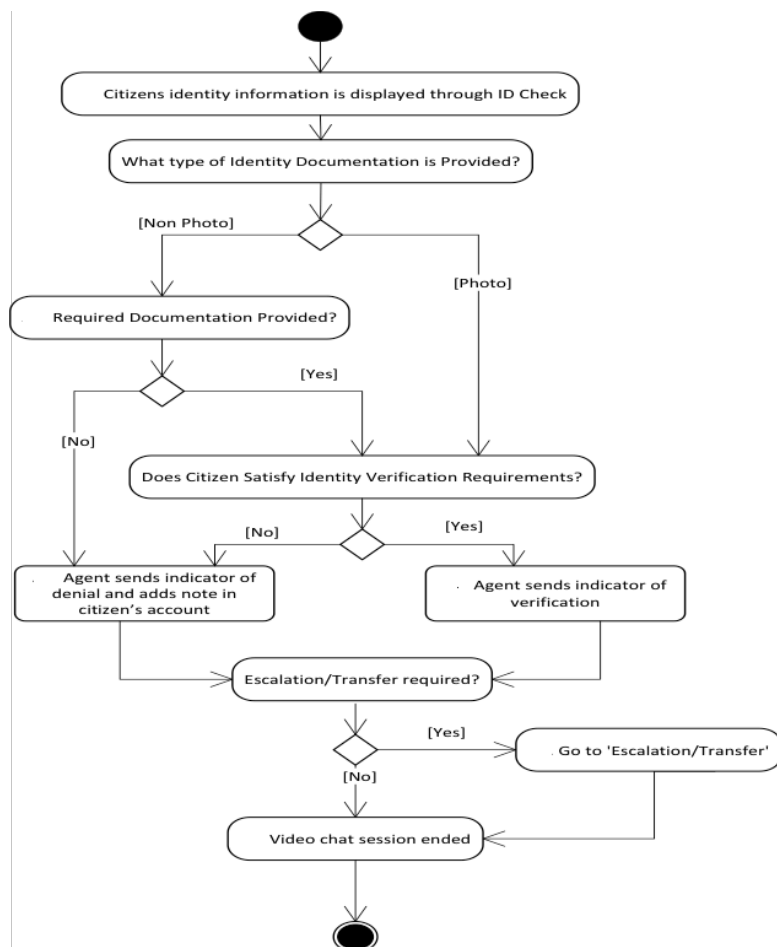 Citizens identity information is displayed through ID Check
What type of Identity Documentation is Provided?
[Non Photo]
[Photo]
Required Documentation Provided?
[Yes]
[No]
Does Citizen Satisfy Identity Verification Requirements?
[No]
[Yes]
Agent sends indicator of
denial and adds note in
citizen’s account
Agent sends indicator of
verification
Escalation/Transfer required?
[Yes]
Go to 'Escalation/Transfer'
[No]
Video chat session ended